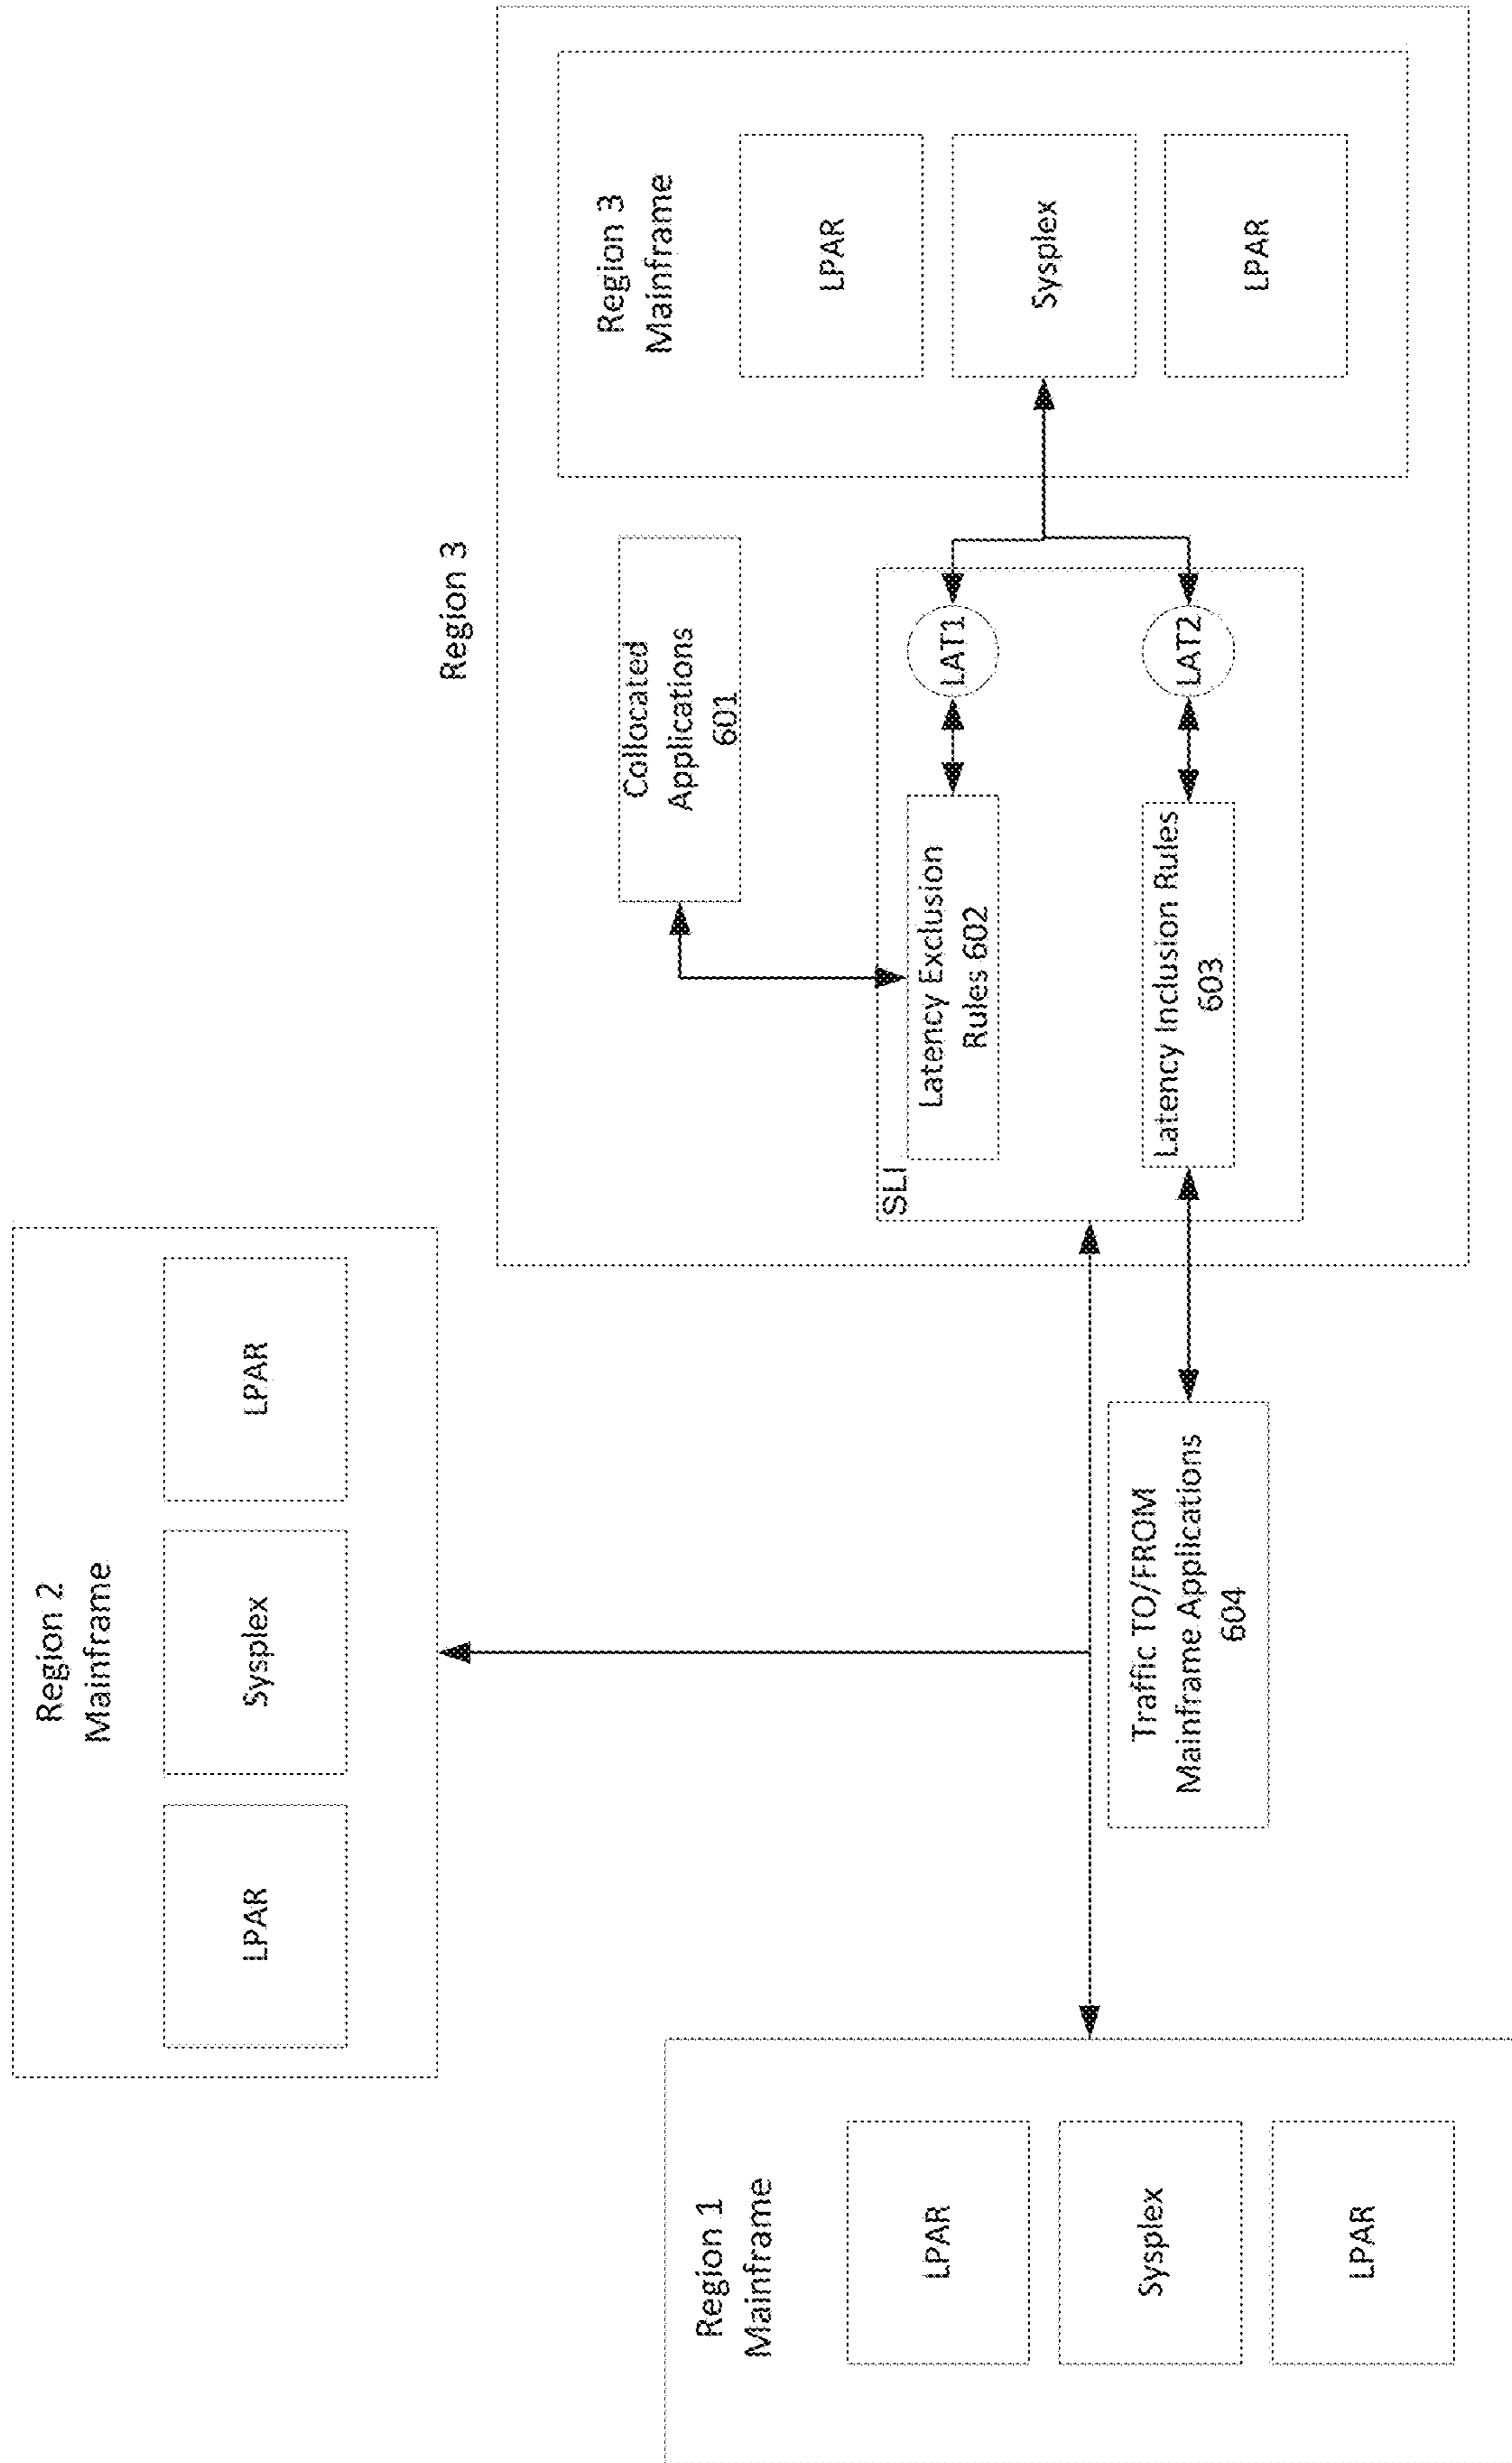 Region 2
Mainframe
LPAR
Sysplex
LPAR
Region 3
Region 3
Mainframe
LPAR
Sysplex
LPAR
Collocated
Applications
601
SLI
Latency Exclusion
Rules 602
LAT1
Latency Inclusion Rules
603
LAT2
Traffic TO/FROM
Mainframe Applications
604
Region 1
Mainframe
LPAR
Sysplex
LPAR